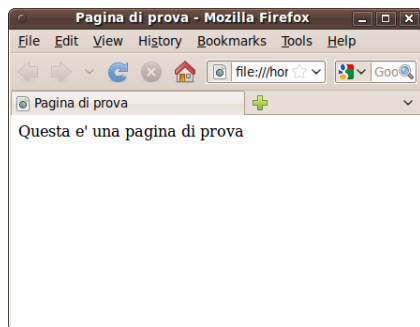 Pagina di prova - Mozilla Firefox
File Edit View History Bookmarks Tools Help
file:///hor Goo
Pagina di prova
Questa e' una pagina di prova